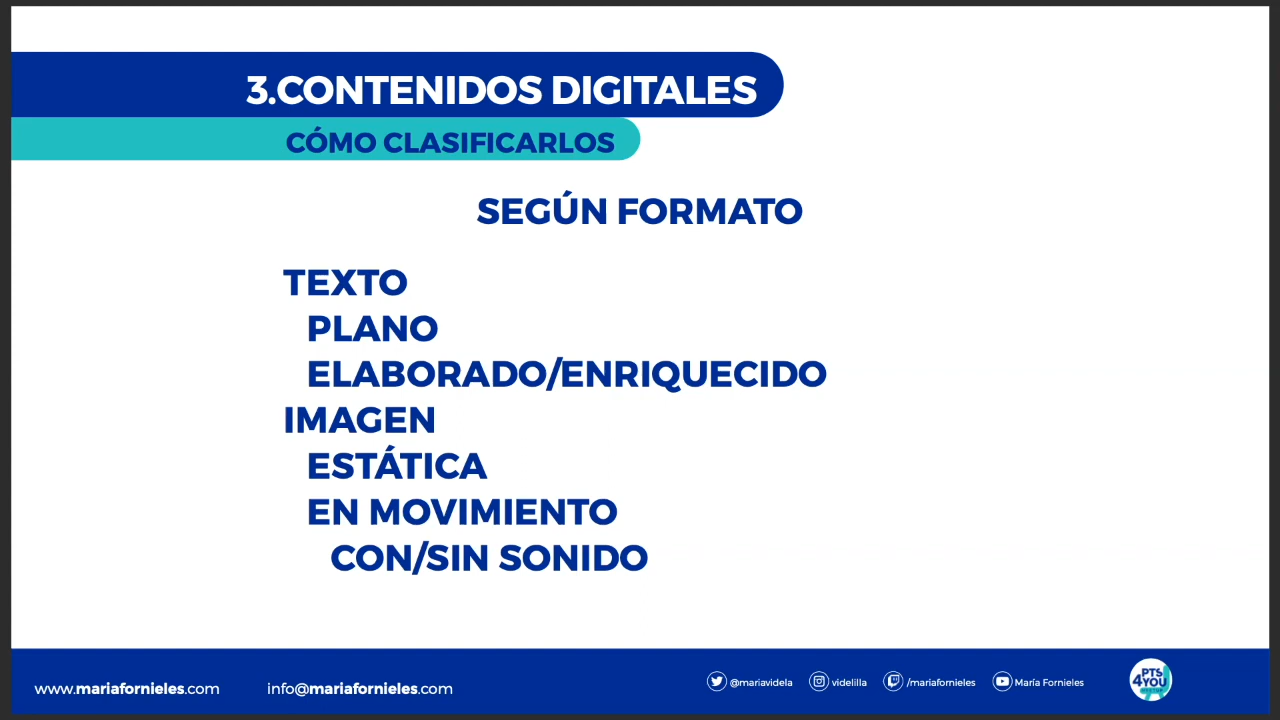 3.CONTENIDOS DIGITALES
CÓMO CLASIFICARLOS
SEGÚN FORMATO
TEXTO
PLANO
ELABORADO/ENRIQUECIDO
IMAGEN
ESTÁTICA
EN MOVIMIENTO
CON/SIN SONIDO
www.mariafornieles.com info@mariafornieles.com @mariavidela videlilla /mariafornieles María Fornieles
PTS
4YOU